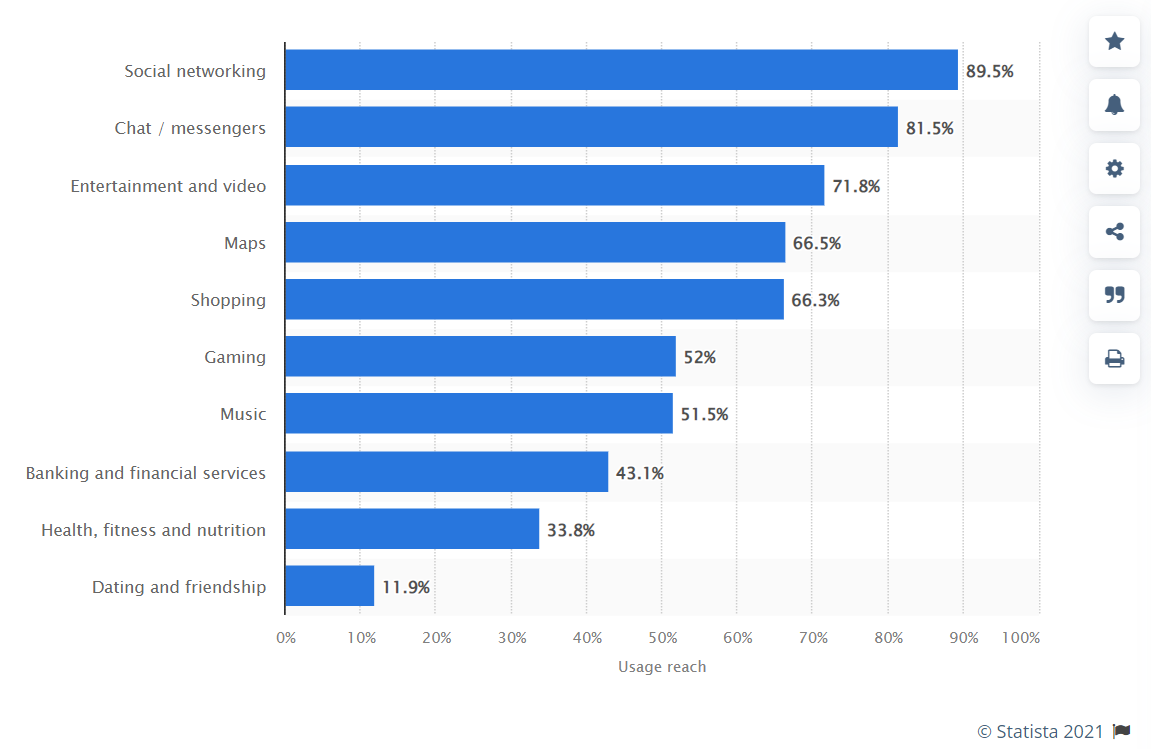 Social networking 89.5%
Chat / messengers 81.5%
Entertainment and video 71.8%
Maps 66.5%
Shopping 66.3%
Gaming 52%
Music 51.5%
Banking and financial services 43.1%
Health, fitness and nutrition 33.8%
Dating and friendship 11.9%
0% 10% 20% 30% 40% 50% 60% 70% 80% 90% 100%
Usage reach
© Statista 2021